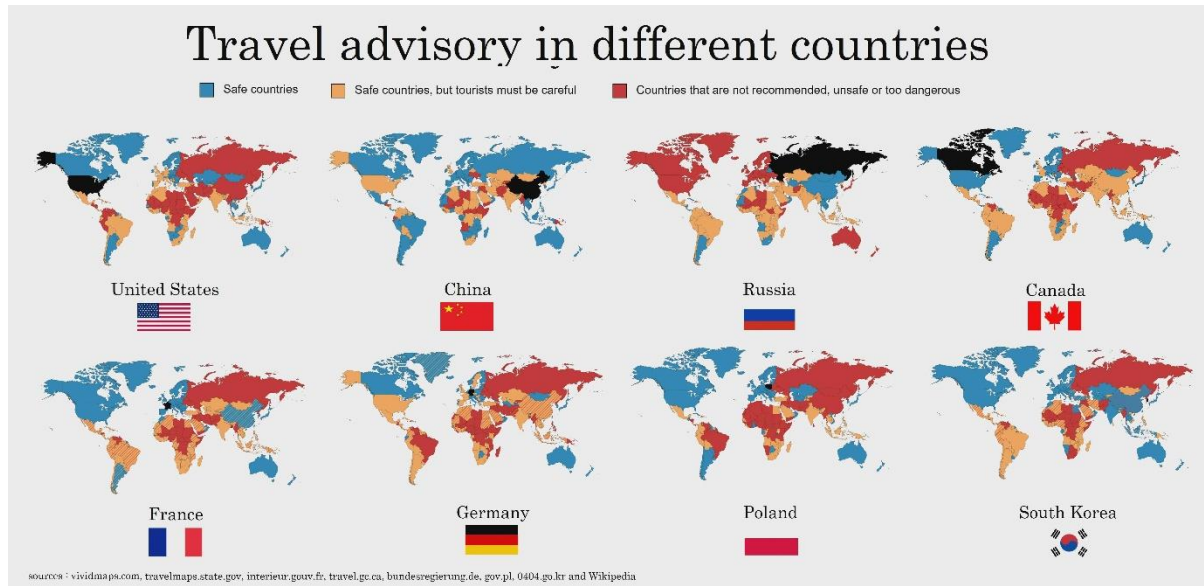 Travel advisory in different countries
Safe countries
Safe countries, but tourists must be careful
Countries that are not recommended, unsafe or too dangerous
United States
China
Russia
Canada
France
Germany
Poland
South Korea
sources : vividmaps.com, travelmaps.state.gov, interieur.gouv.fr, travel.gc.ca, bundesregierung.de, gov.pl, 0404.go.kr and Wikipedia